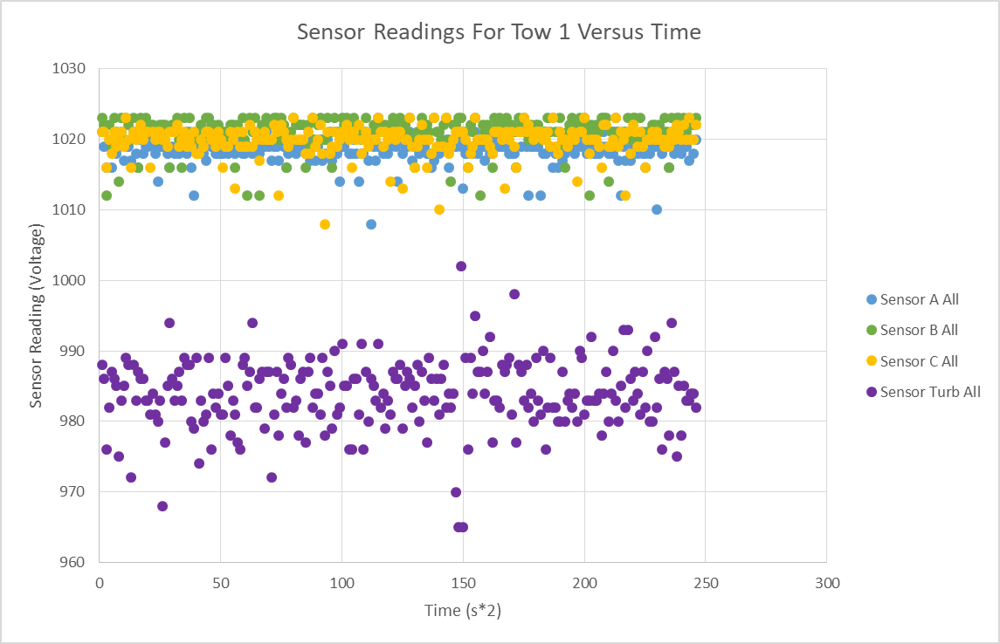 Sensor Readings For Tow 1 Versus Time
1030
1020
1010
1000
990
980
970
960
Sensor Reading (Voltage)
0 50 100 150 200 250 300
Time (s*2)
Sensor A All
Sensor B All
Sensor C All
Sensor Turb All